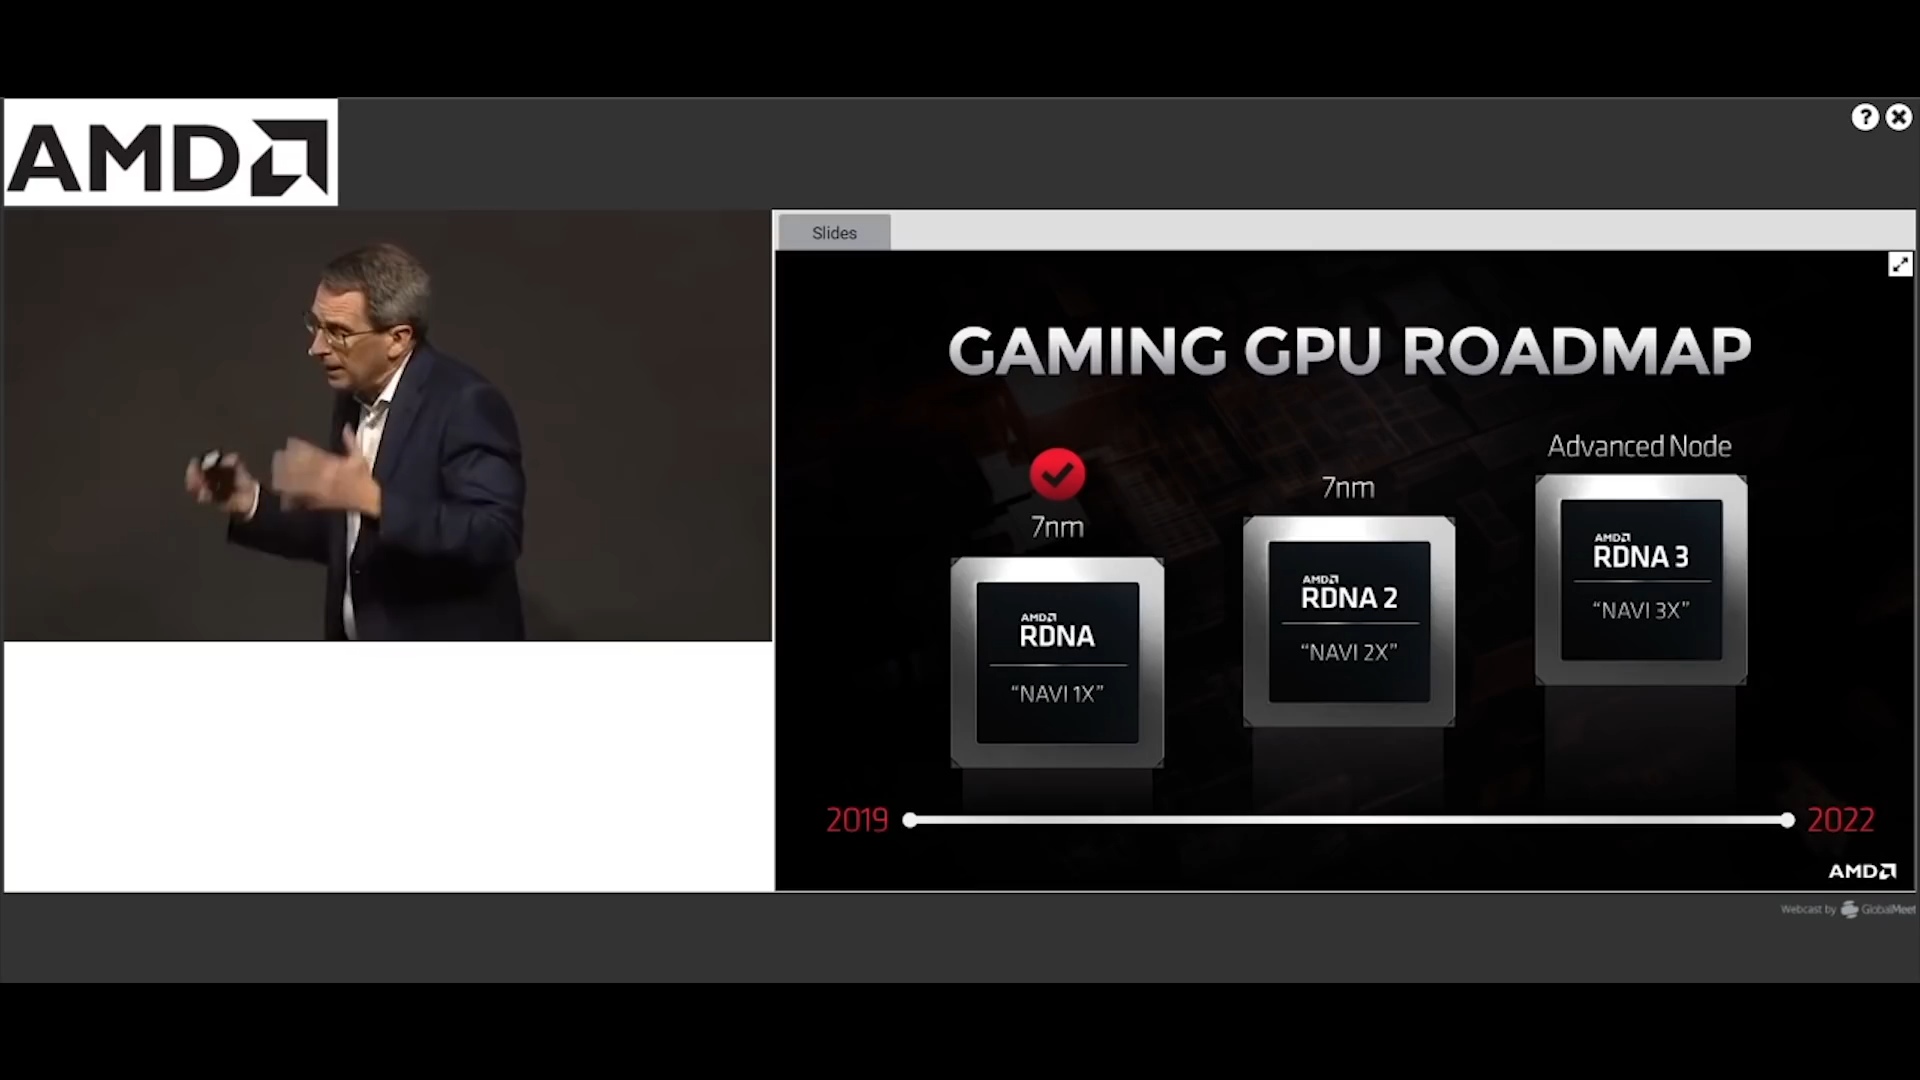 AMD
?
Slides
GAMING GPU ROADMAP
7nm
AMD
RDNA
“NAVI 1X”
7nm
AMD
RDNA 2
“NAVI 2X”
Advanced Node
AMD
RDNA 3
“NAVI 3X”
2019
2022
AMD
Webcast by GlobalMeet